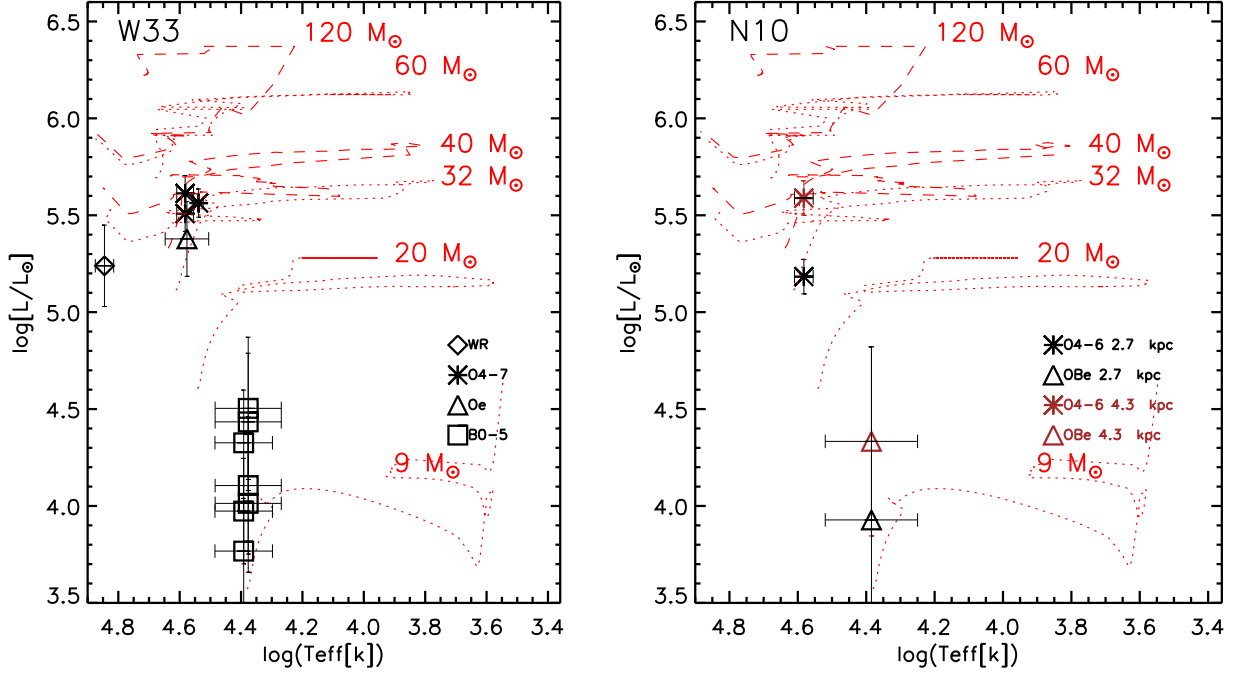 W33
120 M⊙
60 M⊙
40 M⊙
32 M⊙
20 M⊙
9 M⊙
WR
O4-7
Oe
B0-5
6.5
6.0
5.5
5.0
4.5
4.0
3.5
log[L/L⊙]
4.8 4.6 4.4 4.2 4.0 3.8 3.6 3.4
log(Teff[k])
N10
120 M⊙
60 M⊙
40 M⊙
32 M⊙
20 M⊙
9 M⊙
O4-6 2.7 kpc
OBe 2.7 kpc
O4-6 4.3 kpc
OBe 4.3 kpc
6.5
6.0
5.5
5.0
4.5
4.0
3.5
log[L/L⊙]
4.8 4.6 4.4 4.2 4.0 3.8 3.6 3.4
log(Teff[k])